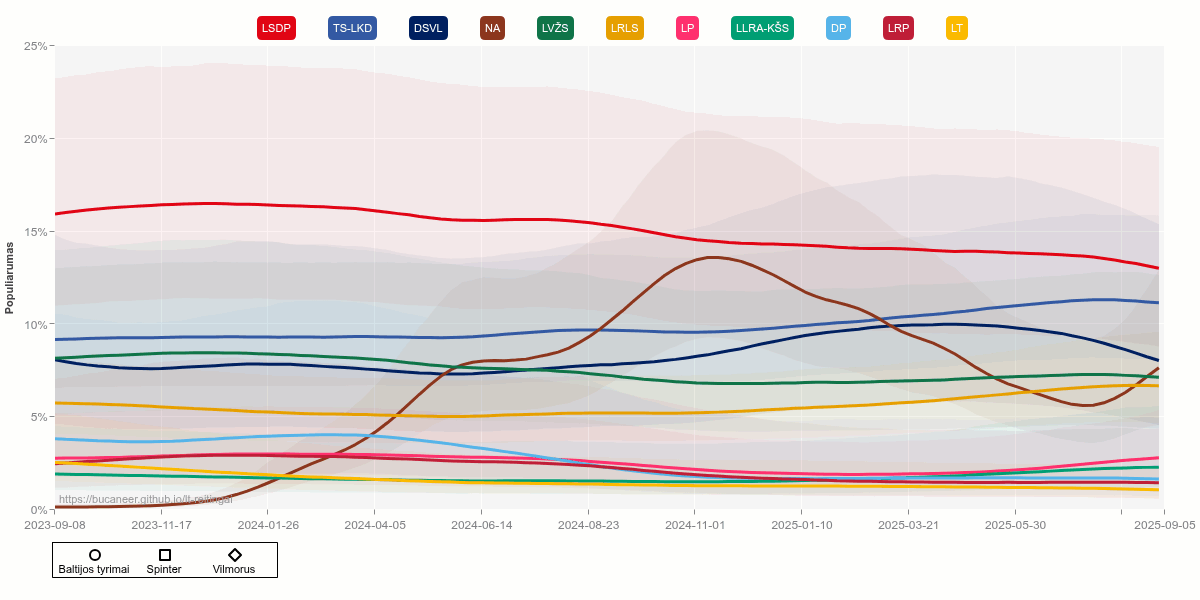 LSDP TS-LKD DSVL NA LVŽS LRLS LP LLRA-KŠS DP LRP LT
25%
20%
15%
10%
5%
0%
Populiarumas
https://bucaneer.github.io/lt-reitingai
2023-09-08 2023-11-17 2024-01-26 2024-04-05 2024-06-14 2024-08-23 2024-11-01 2025-01-10 2025-03-21 2025-05-30 2025-09-05
Baltijos tyrimai Spinter Vilmorus